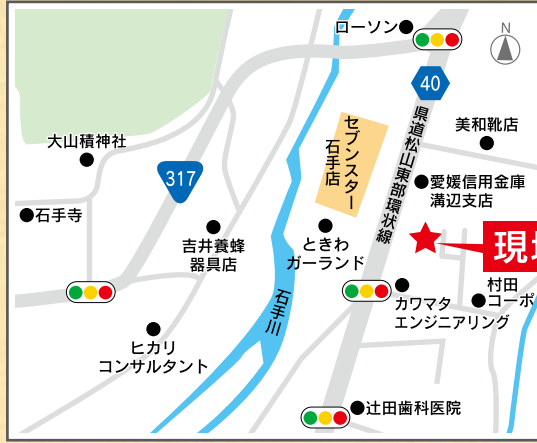 ローソン
N
40
県道松山東部環状線
美和靴店
セブンスター
石手店
大山積神社
317
愛媛信用金庫
溝辺支店
石手寺
吉井養蜂
器具店
ときわ
ガーランド
現
石手川
カワマタ
エンジニアリング
村田
コーポ
ヒカリ
コンサルタント
辻田歯科医院